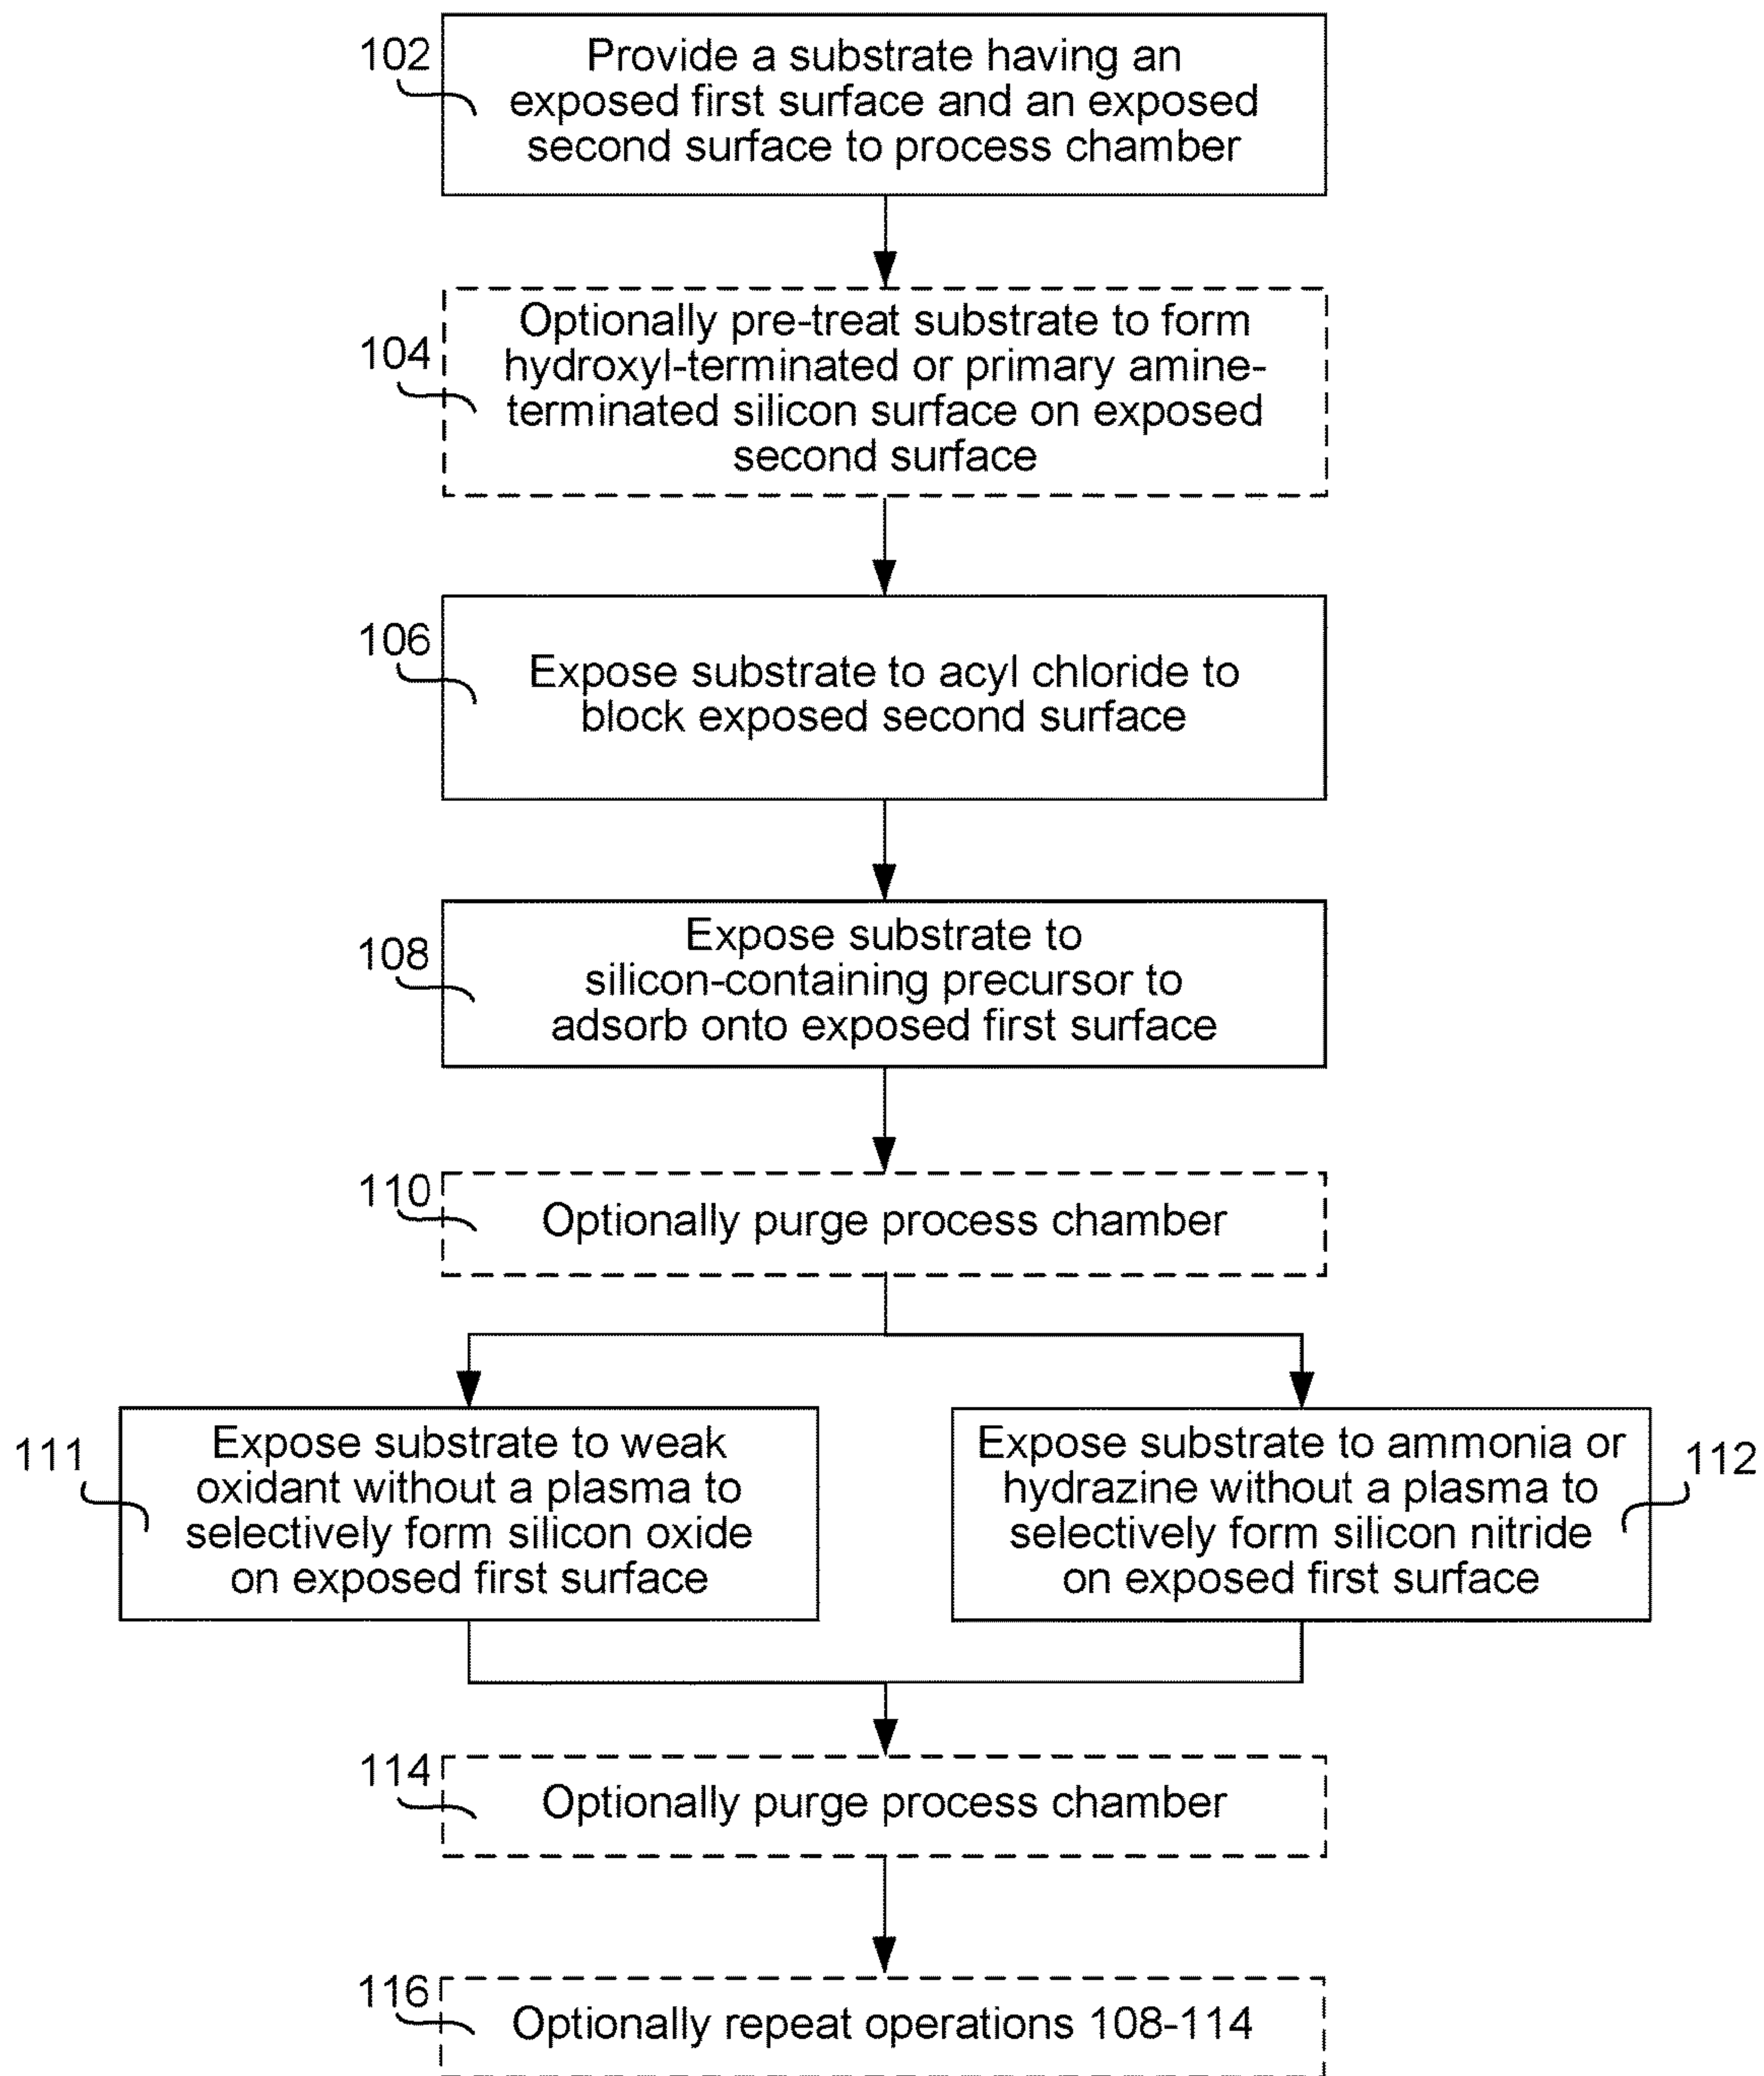 102
Provide a substrate having an
exposed first surface and an exposed
second surface to process chamber
104
Optionally pre-treat substrate to form
hydroxyl-terminated or primary amine-
terminated silicon surface on exposed
second surface
106
Expose substrate to acyl chloride to
block exposed second surface
108
Expose substrate to
silicon-containing precursor to
adsorb onto exposed first surface
110
Optionally purge process chamber
111
Expose substrate to weak
oxidant without a plasma to
selectively form silicon oxide
on exposed first surface
Expose substrate to ammonia or
hydrazine without a plasma to
selectively form silicon nitride
on exposed first surface
112
114
Optionally purge process chamber
116
Optionally repeat operations 108-114